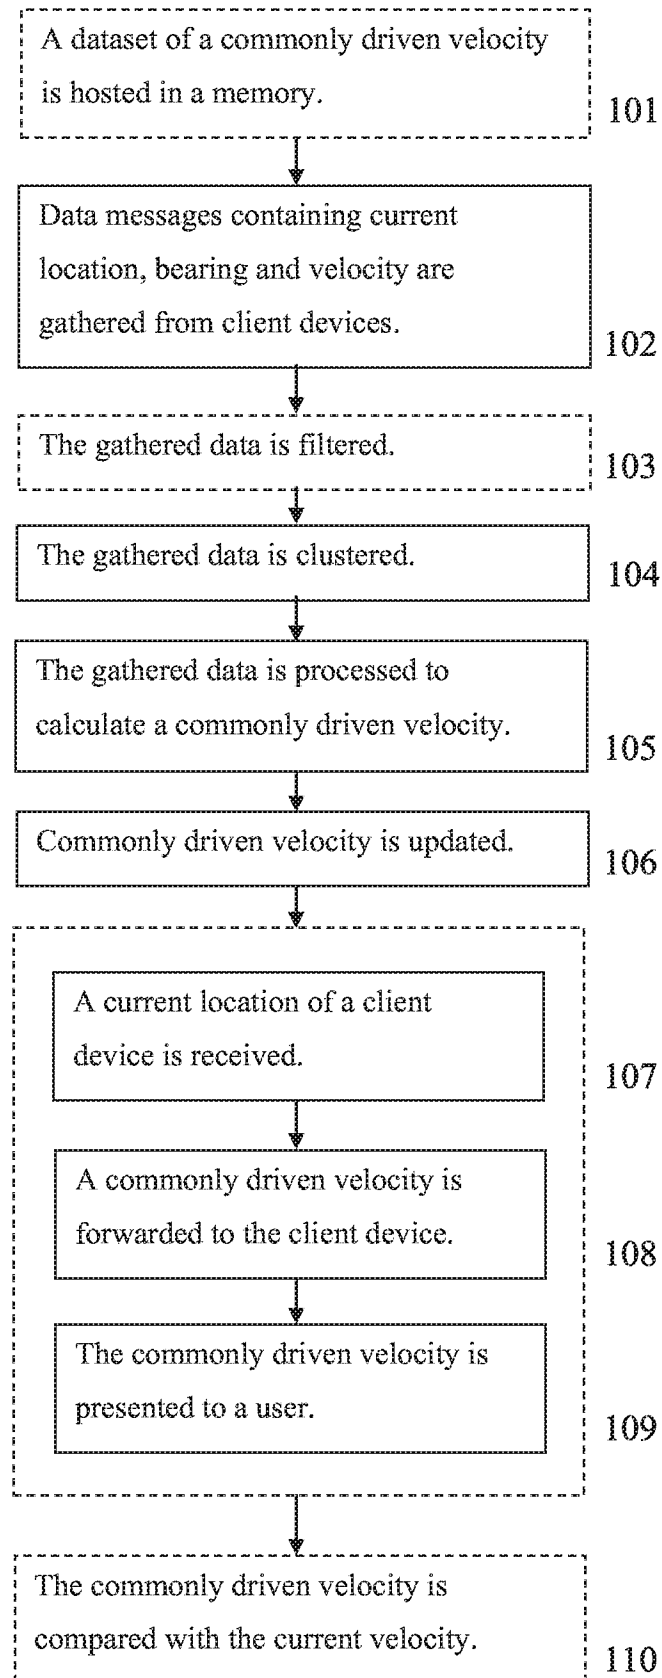 A dataset of a commonly driven velocity
is hosted in a memory.
101
Data messages containing current
location, bearing and velocity are
gathered from client devices.
102
The gathered data is filtered.
103
The gathered data is clustered.
104
The gathered data is processed to
calculate a commonly driven velocity.
105
Commonly driven velocity is updated.
106
A current location of a client
device is received.
107
A commonly driven velocity is
forwarded to the client device.
108
The commonly driven velocity is
presented to a user.
109
The commonly driven velocity is
compared with the current velocity.
110